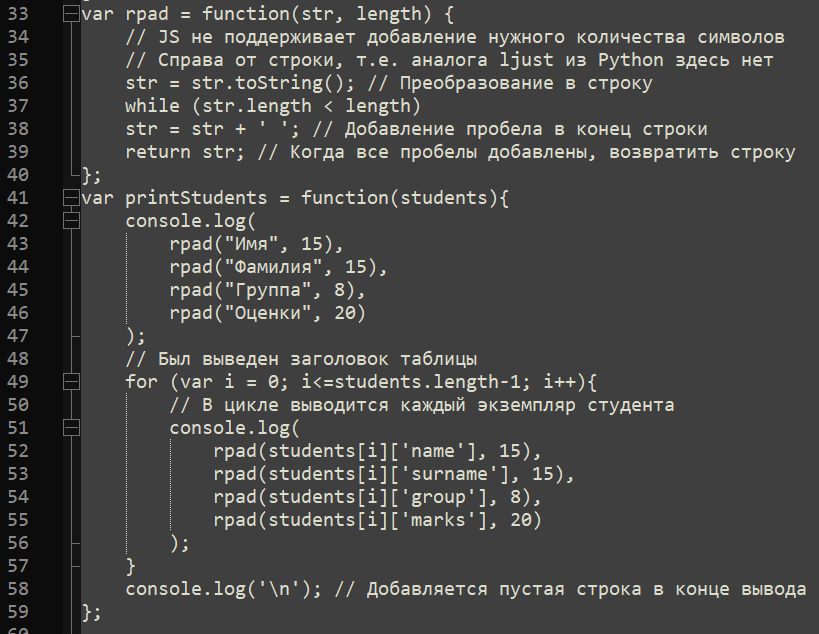 33 var rpad = function(str, length) {
34     // JS не поддерживает добавление нужного количества символов
35     // Справа от строки, т.е. аналога ljust из Python здесь нет
36     str = str.toString(); // Преобразование в строку
37     while (str.length < length)
38     str = str + ' '; // Добавление пробела в конец строки
39     return str; // Когда все пробелы добавлены, возвратить строку
40 };
41 var printStudents = function(students){
42     console.log(
43         rpad("Имя", 15),
44         rpad("Фамилия", 15),
45         rpad("Группа", 8),
46         rpad("Оценки", 20)
47     );
48     // Был выведен заголовок таблицы
49     for (var i = 0; i<=students.length-1; i++){
50         // В цикле выводится каждый экземпляр студента
51         console.log(
52             rpad(students[i]['name'], 15),
53             rpad(students[i]['surname'], 15),
54             rpad(students[i]['group'], 8),
55             rpad(students[i]['marks'], 20)
56         );
57     }
58     console.log('\n'); // Добавляется пустая строка в конце вывода
59 };